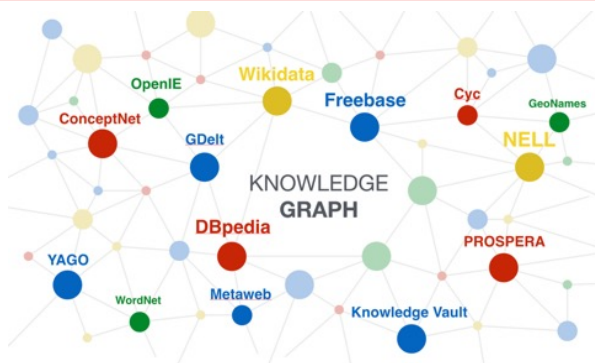 OpenIE
Wikidata
Freebase
Cyc
GeoNames
ConceptNet
GDelt
NELL
KNOWLEDGE
GRAPH
DBpedia
PROSPERA
YAGO
WordNet
Metaweb
Knowledge Vault